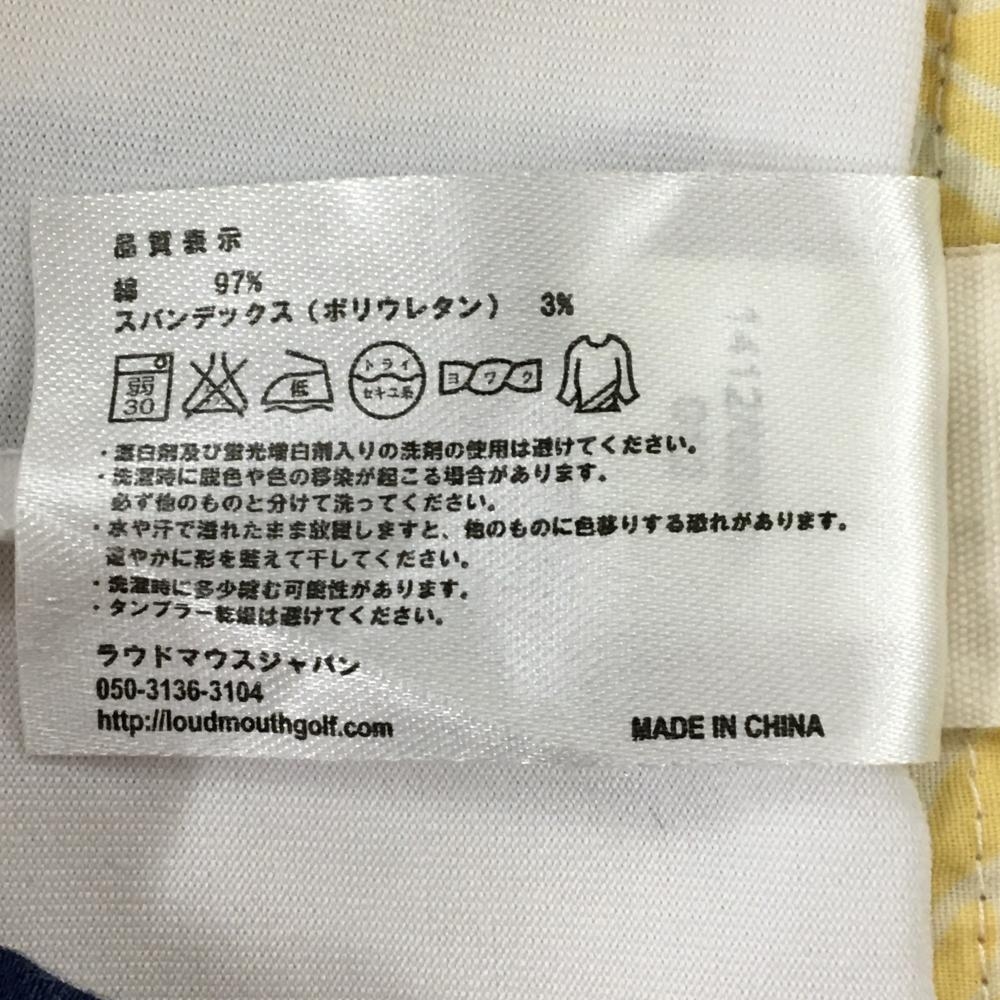 品質表示
綿 97%
スパンデックス（ポリウレタン） 3%
弱
30
低
ドライ
セキユ系
ヨワク
・漂白剤及び蛍光増白剤入りの洗剤の使用は避けてください。
・洗濯時に脱色や色の移染が起こる場合があります。
必ず他のものと分けて洗ってください。
・水や汗で濡れたまま放置しますと、他のものに色移りする恐れがあります。
速やかに形を整えて干してください。
・洗濯時に多少縮む可能性があります。
・タンブラー乾燥は避けてください。
ラウドマウスジャパン
050-3136-3104
http://loudmouthgolf.com
MADE IN CHINA